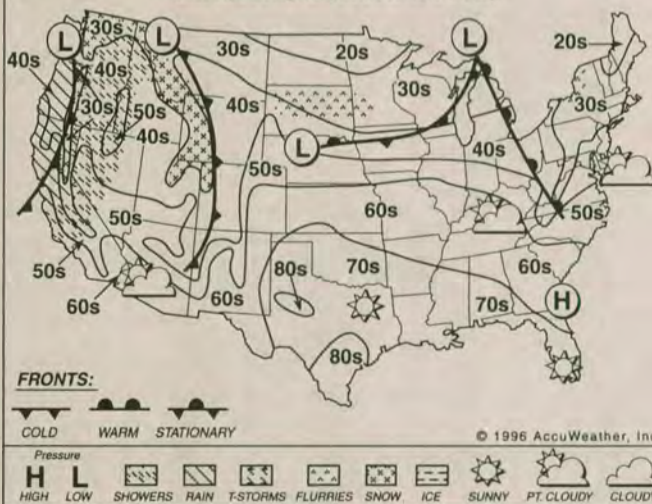 L
L
L
30s
30s
20s
20s
40s
40s
30s
30s
30s
50s
40s
40s
L
40s
50s
50s
50s
60s
50s
60s
60s
60s
80s
70s
70s
H
80s
FRONTS:
COLD WARM STATIONARY
© 1996 AccuWeather, Inc
Pressure
H L
HIGH LOW SHOWERS RAIN T-STORMS FLURRIES SNOW ICE SUNNY PT. CLOUDY CLOUDY